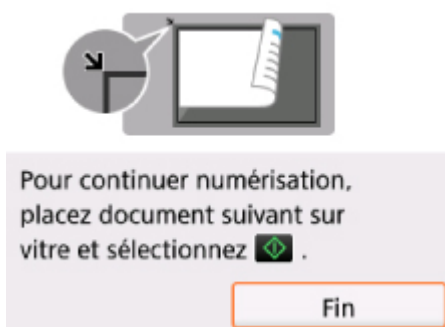 Pour continuer numérisation,
placez document suivant sur
vitre et sélectionnez .
Fin